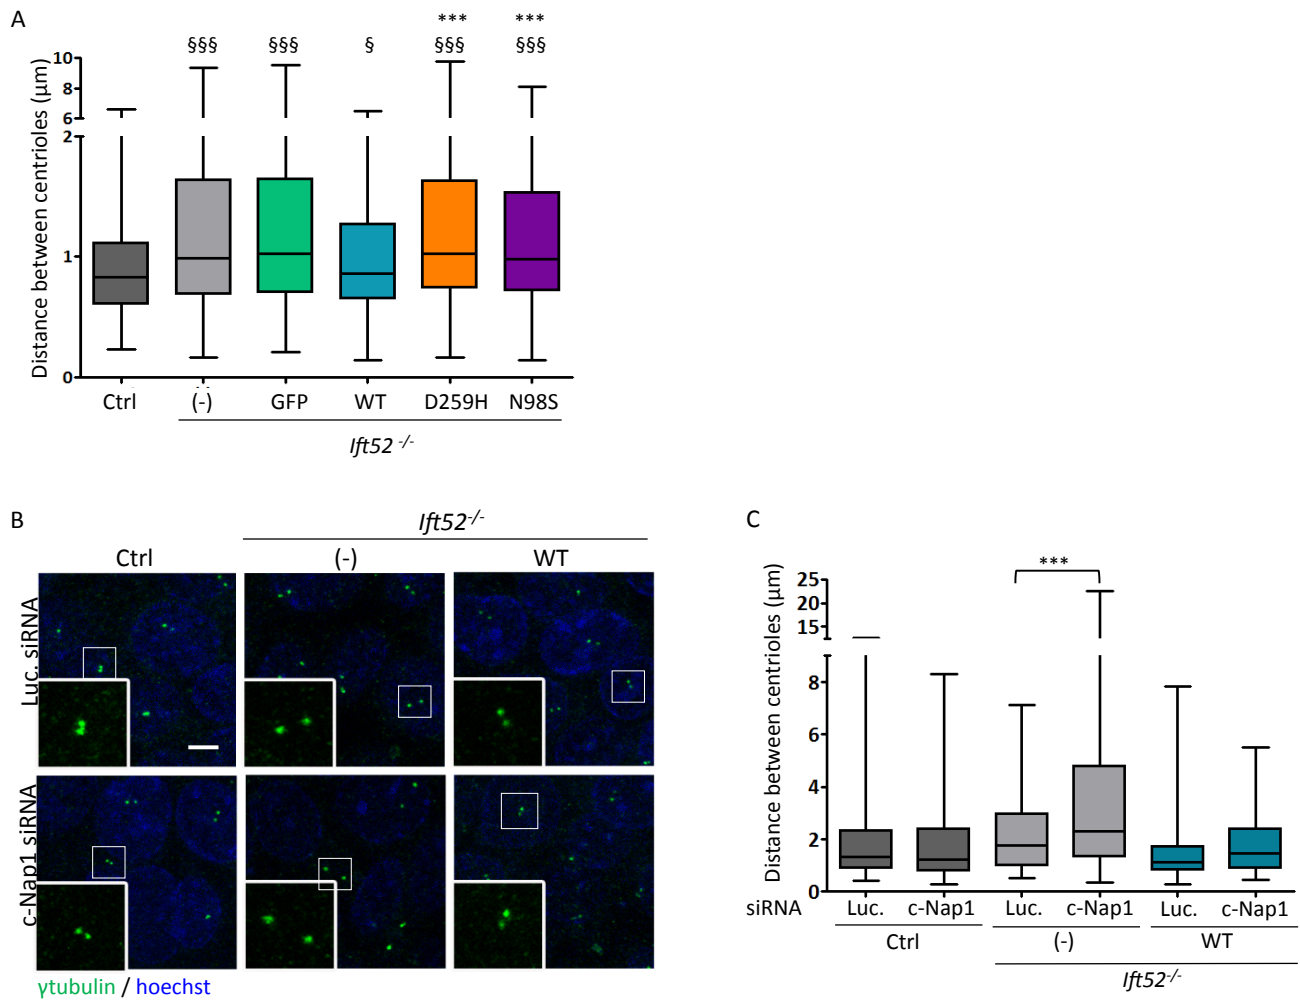 A
*** ***
§§§ §§§ § §§§ §§§
Distance between centrioles (µm)
10
8
6
2
1
0
Ctrl (-) GFP WT D259H N98S
Ift52 -/-
B
Ift52-/-
Ctrl (-) WT
Luc. siRNA
c-Nap1 siRNA
γtubulin / hoechst
C
***
Distance between centrioles (µm)
25
20
15
8
6
4
2
0
siRNA Luc. c-Nap1 Luc. c-Nap1 Luc. c-Nap1
Ctrl (-) WT
Ift52-/-